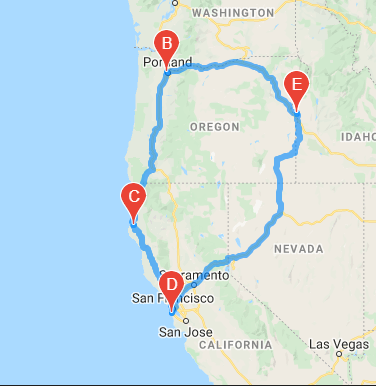 WASHINGTON
B
Portland
E
OREGON
IDAHO
C
NEVADA
Sacramento
D
San Francisco
San Jose
CALIFORNIA
Las Vegas